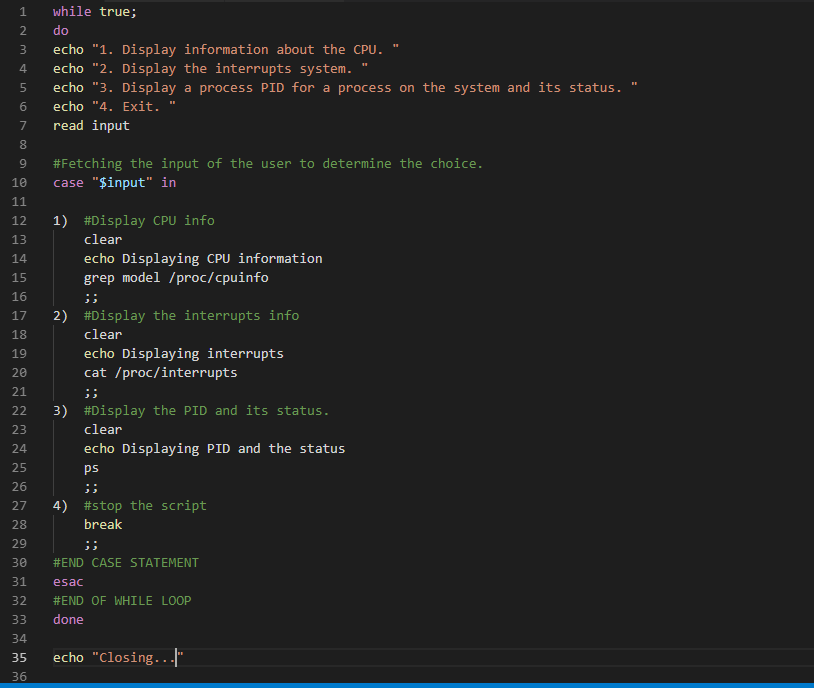 1 while true;
2 do
3 echo "1. Display information about the CPU. "
4 echo "2. Display the interrupts system. "
5 echo "3. Display a process PID for a process on the system and its status. "
6 echo "4. Exit. "
7 read input
8
9 #Fetching the input of the user to determine the choice.
10 case "$input" in
11
12 1)  #Display CPU info
13     clear
14     echo Displaying CPU information
15     grep model /proc/cpuinfo
16     ;;
17 2)  #Display the interrupts info
18     clear
19     echo Displaying interrupts
20     cat /proc/interrupts
21     ;;
22 3)  #Display the PID and its status.
23     clear
24     echo Displaying PID and the status
25     ps
26     ;;
27 4)  #stop the script
28     break
29     ;;
30 #END CASE STATEMENT
31 esac
32 #END OF WHILE LOOP
33 done
34
35 echo "Closing..."
36